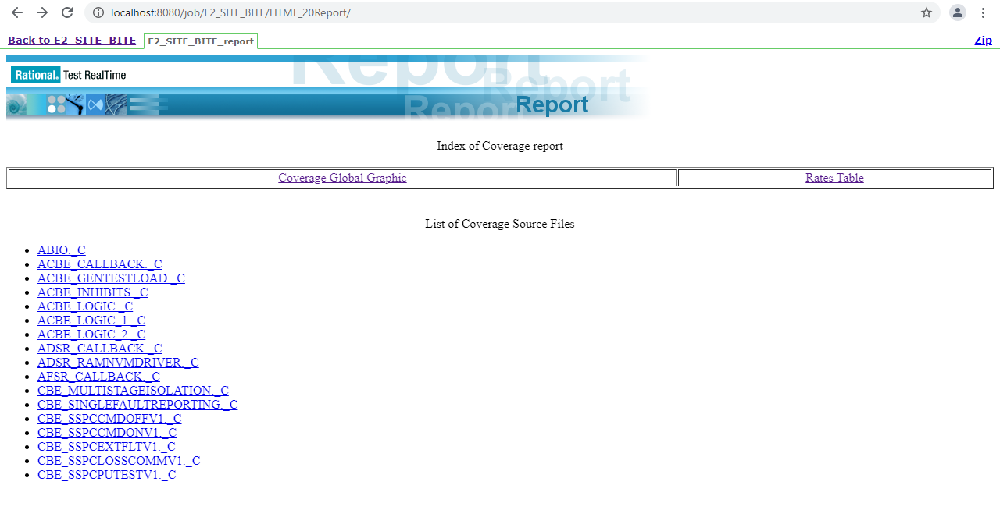 localhost:8080/job/E2_SITE_BITE/HTML_20Report/
Back to E2_SITE_BITE E2_SITE_BITE_report Zip
Report
Rational. Test RealTime
Report
Report
Report
Index of Coverage report
Coverage Global Graphic Rates Table
List of Coverage Source Files
ABIO._C
ACBE_CALLBACK._C
ACBE_GENTESTLOAD._C
ACBE_INHIBITS._C
ACBE_LOGIC._C
ACBE_LOGIC_1._C
ACBE_LOGIC_2._C
ADSR_CALLBACK._C
ADSR_RAMNVMDRIVER._C
AFSR_CALLBACK._C
CBE_MULTISTAGEISOLATION._C
CBE_SINGLEFAULTREPORTING._C
CBE_SSPCCMDOFFV1._C
CBE_SSPCCMDONV1._C
CBE_SSPCEXTFLTV1._C
CBE_SSPCLOSSCOMMV1._C
CBE_SSPCPUTESTV1._C